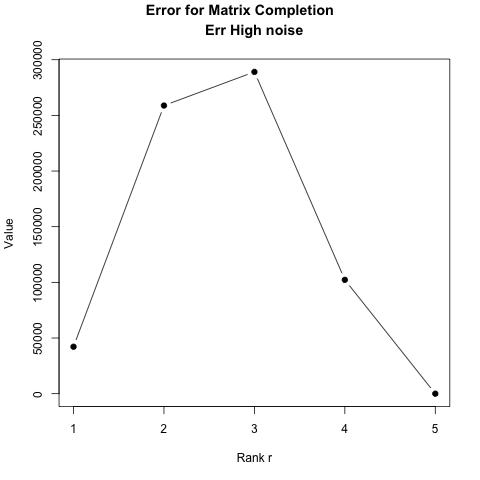 Error for Matrix Completion
Err High noise
300000
250000
200000
150000
100000
50000
0
Value
1 2 3 4 5
Rank r